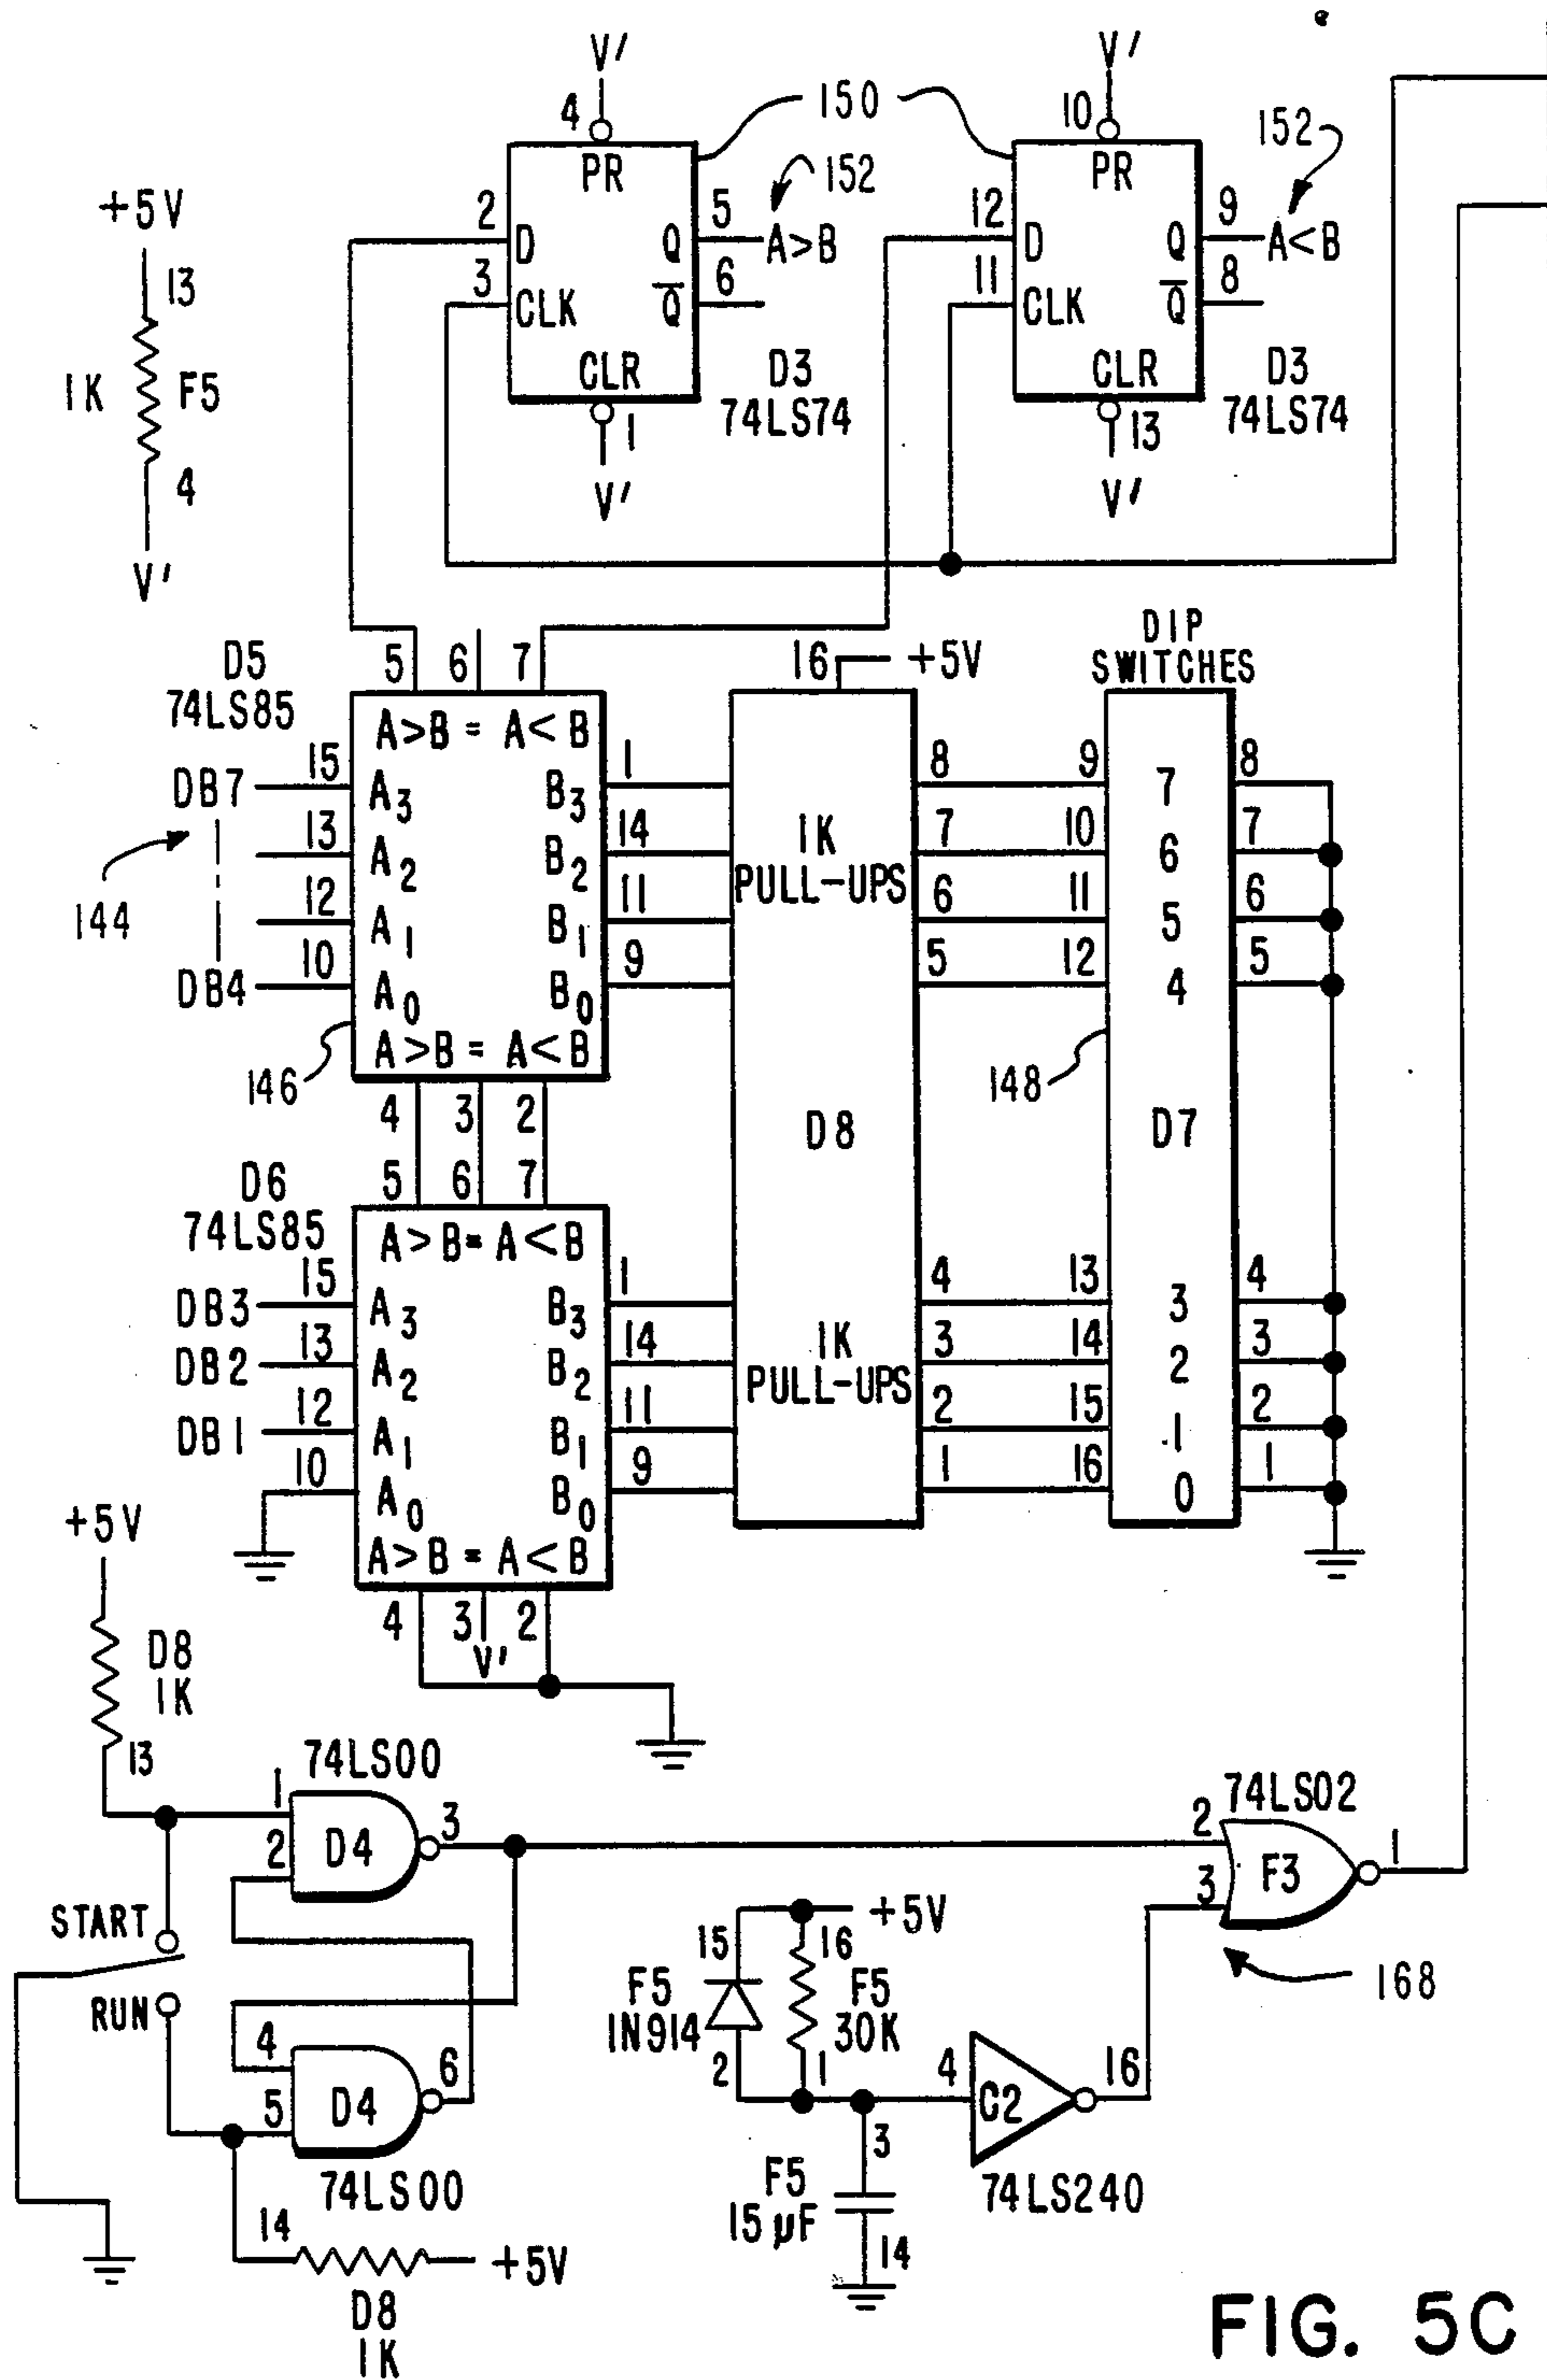 V' V'
4 150 10 152
PR PR
+5V 2 5 152 12 9
D Q A>B D Q A<B
13 3 6 11 8
CLK Q̅ CLK Q̅
1K F5 CLR D3 CLR D3
1 74LS74 13 74LS74
4 V' V'
V'
D5 5 6 7 16 +5V DIP
74LS85 SWITCHES
A>B = A<B
DB7 15 A3 B3 1 8 9 7 8
13 A2 B2 14 1K 7 10 6 7
PULL-UPS
144 12 A1 B1 11 6 11 5 6
DB4 10 A0 B0 9 5 12 4 5
A>B = A<B
146 148
4 3 2 D8 D7
D6 5 6 7
74LS85 A>B= A<B
DB3 15 A3 B3 1 4 13 3 4
DB2 13 A2 B2 14 1K 3 14 2 3
PULL-UPS
DB1 12 A1 B1 11 2 15 1 2
10 A0 B0 9 1 16 0 1
+5V A>B = A<B
4 3 2
D8 V'
1K
13 74LS00 74LS02
1 2 D4 3 2 3 F3 1
START +5V
15 16 168
RUN F5 F5
1N914 30K
4 5 D4 6 2 1 4 C2 16
3
74LS00 F5 74LS240
15 µF
14 +5V 14
D8
1K
FIG. 5C